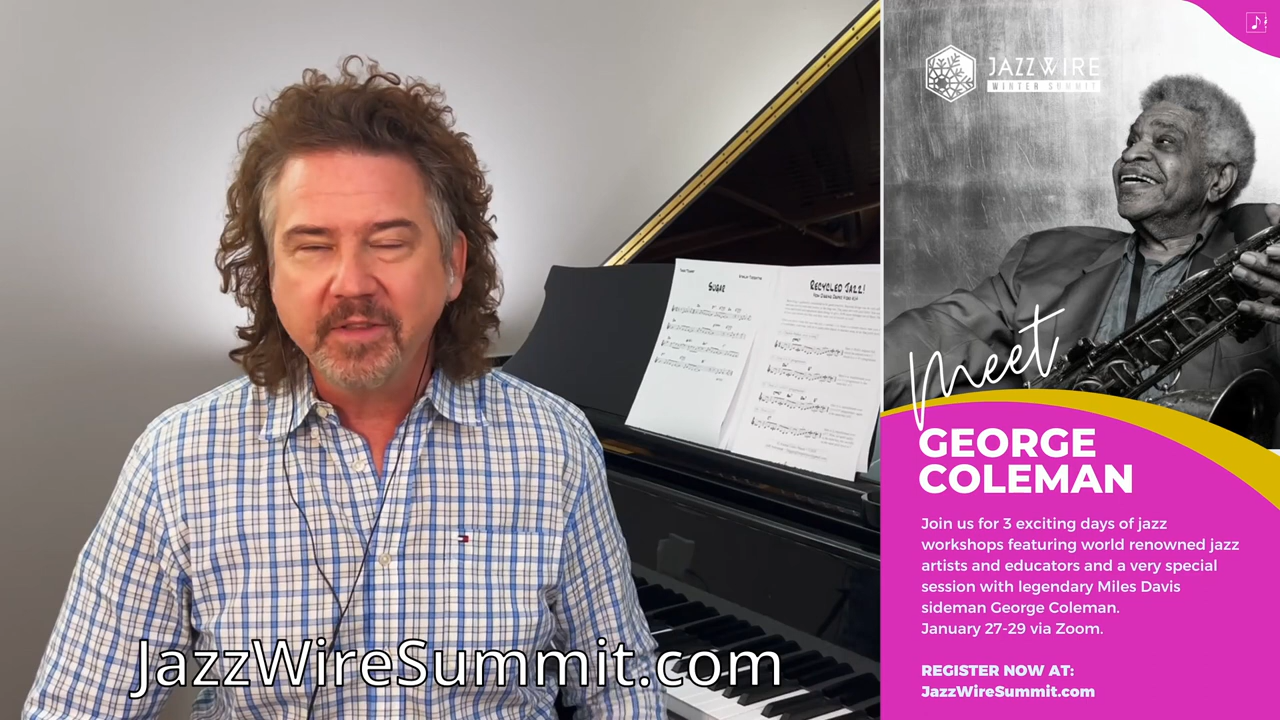 SUGAR
RECYCLED JAZZ!
JazzWireSummit.com
JAZZWIRE
WINTER SUMMIT
meet
GEORGE
COLEMAN
Join us for 3 exciting days of jazz
workshops featuring world renowned jazz
artists and educators and a very special
session with legendary Miles Davis
sideman George Coleman.
January 27-29 via Zoom.
REGISTER NOW AT:
JazzWireSummit.com